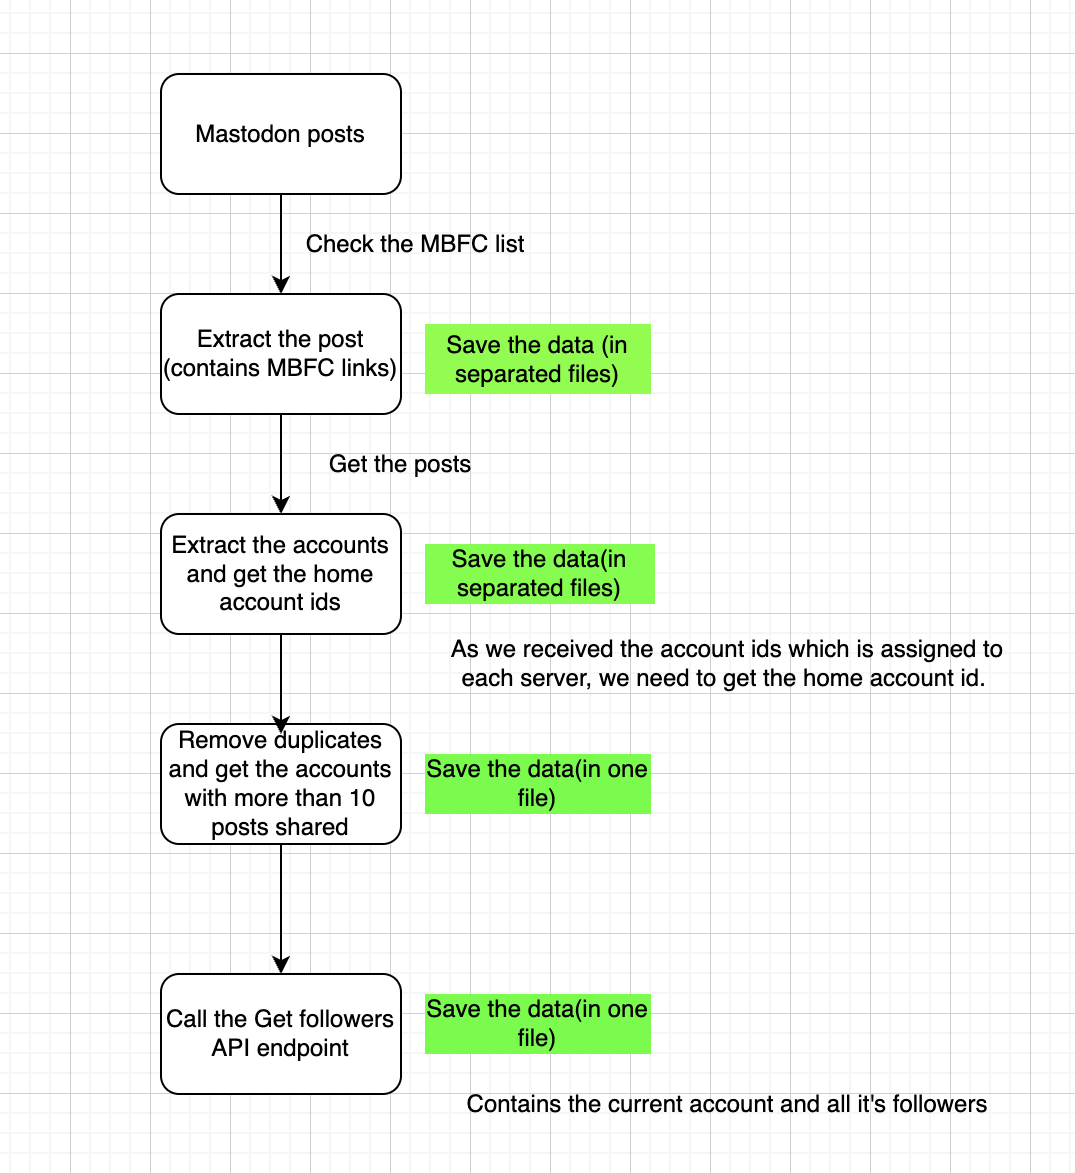 Mastodon posts
Check the MBFC list
Extract the post
(contains MBFC links)
Save the data (in
separated files)
Get the posts
Extract the accounts
and get the home
account ids
Save the data(in
separated files)
As we received the account ids which is assigned to
each server, we need to get the home account id.
Remove duplicates
and get the accounts
with more than 10
posts shared
Save the data(in one
file)
Call the Get followers
API endpoint
Save the data(in one
file)
Contains the current account and all it's followers